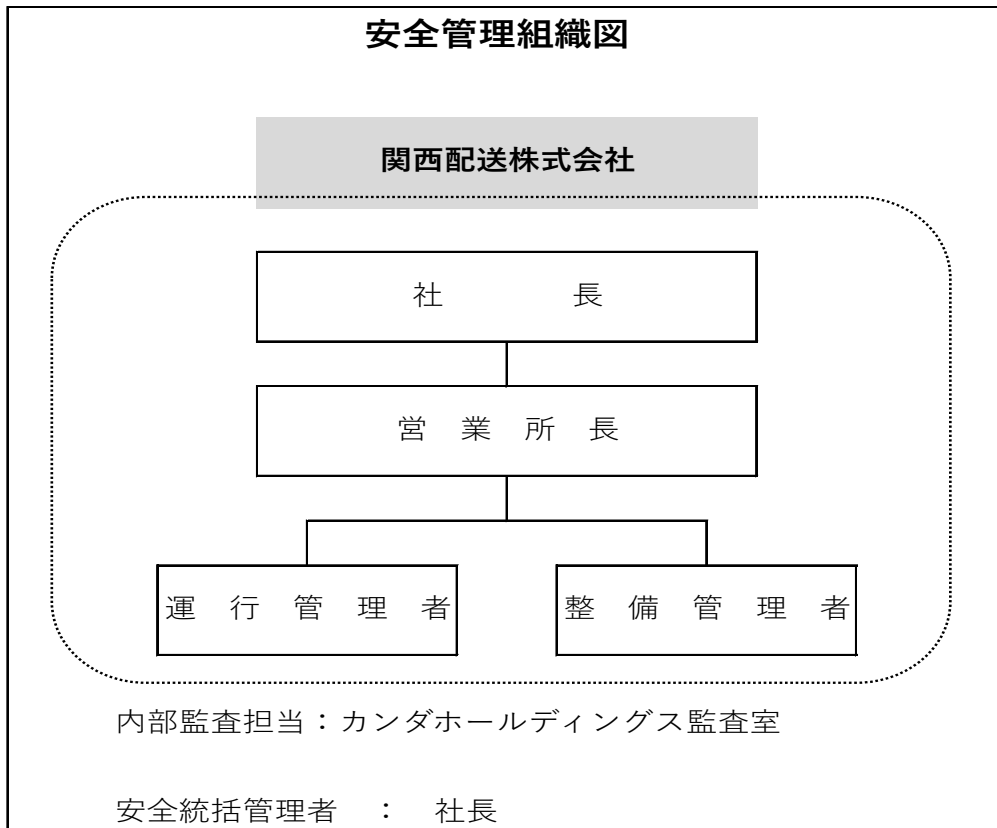 安全管理組織図
関西配送株式会社
社長
営業所長
運行管理者
整備管理者
内部監査担当：カンダホールディングス監査室
安全統括管理者 ： 社長